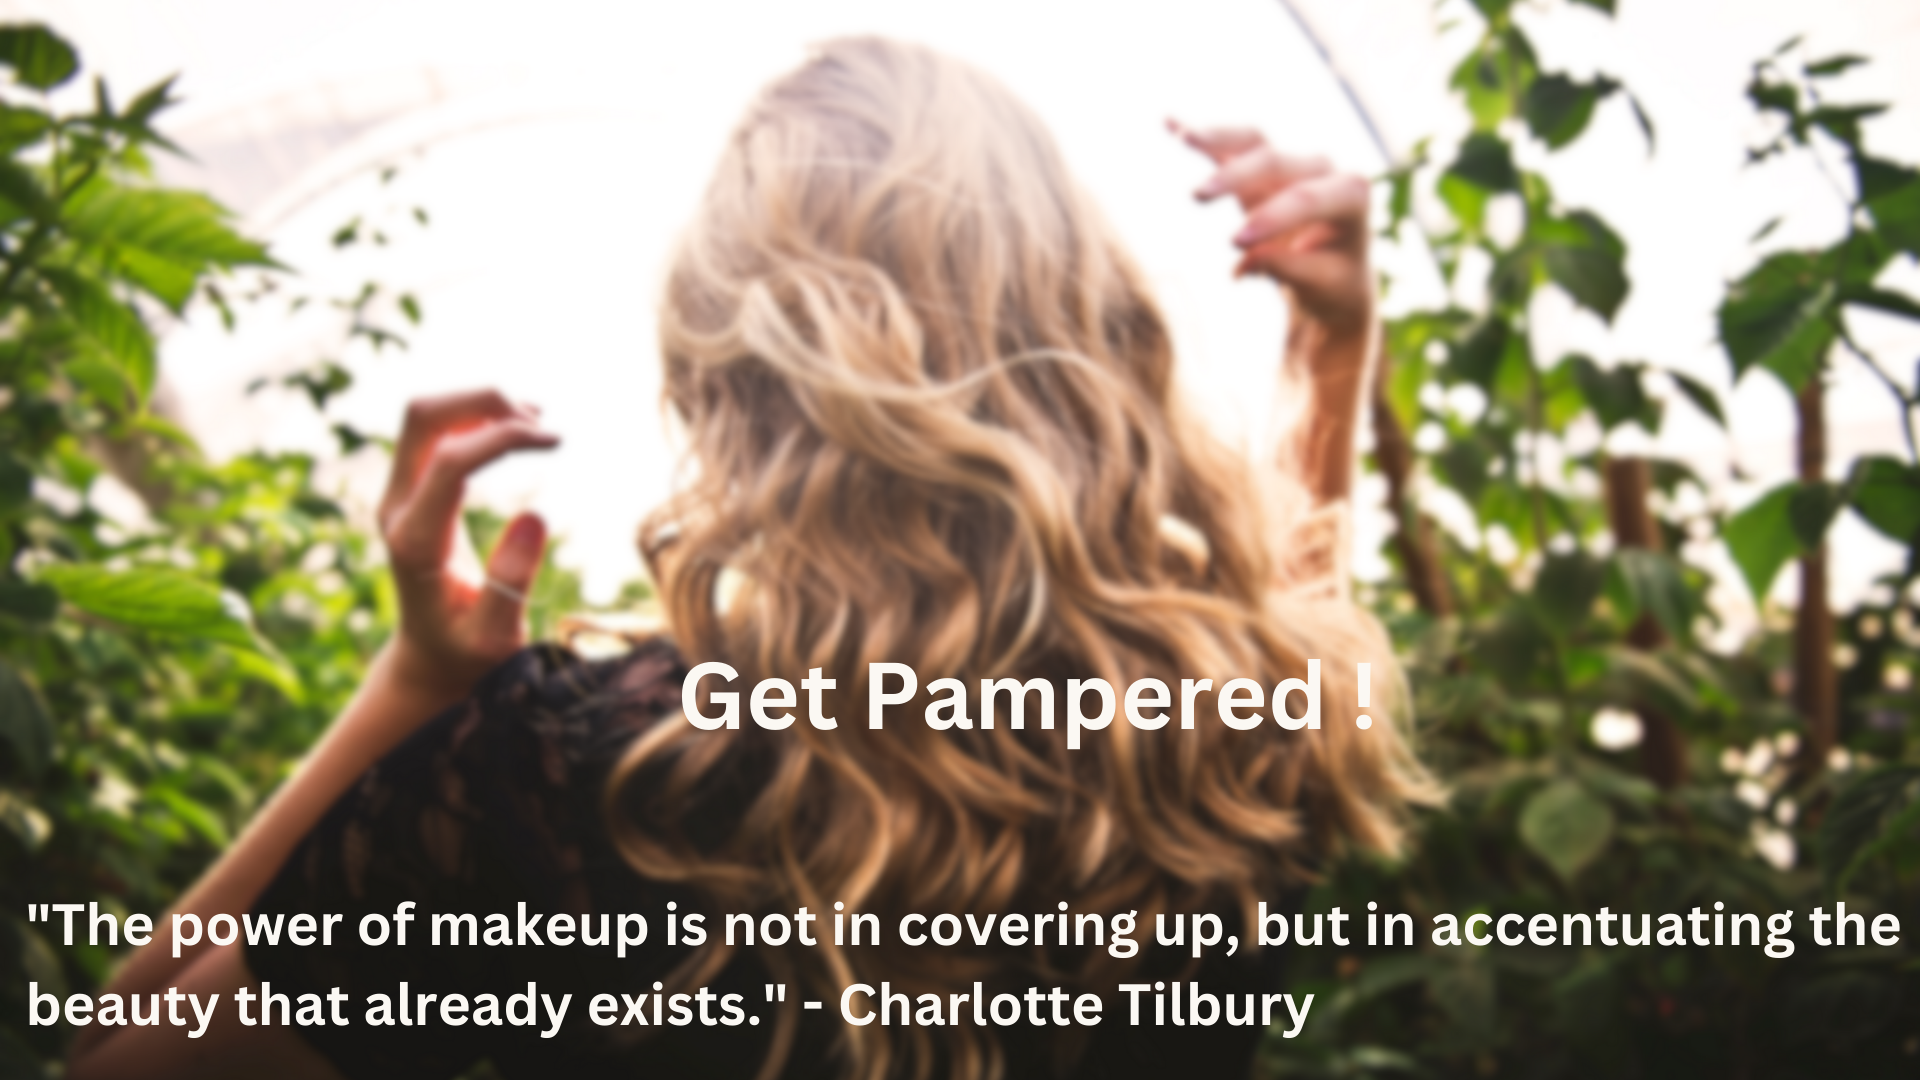 Get Pampered !
"The power of makeup is not in covering up, but in accentuating the
beauty that already exists." - Charlotte Tilbury